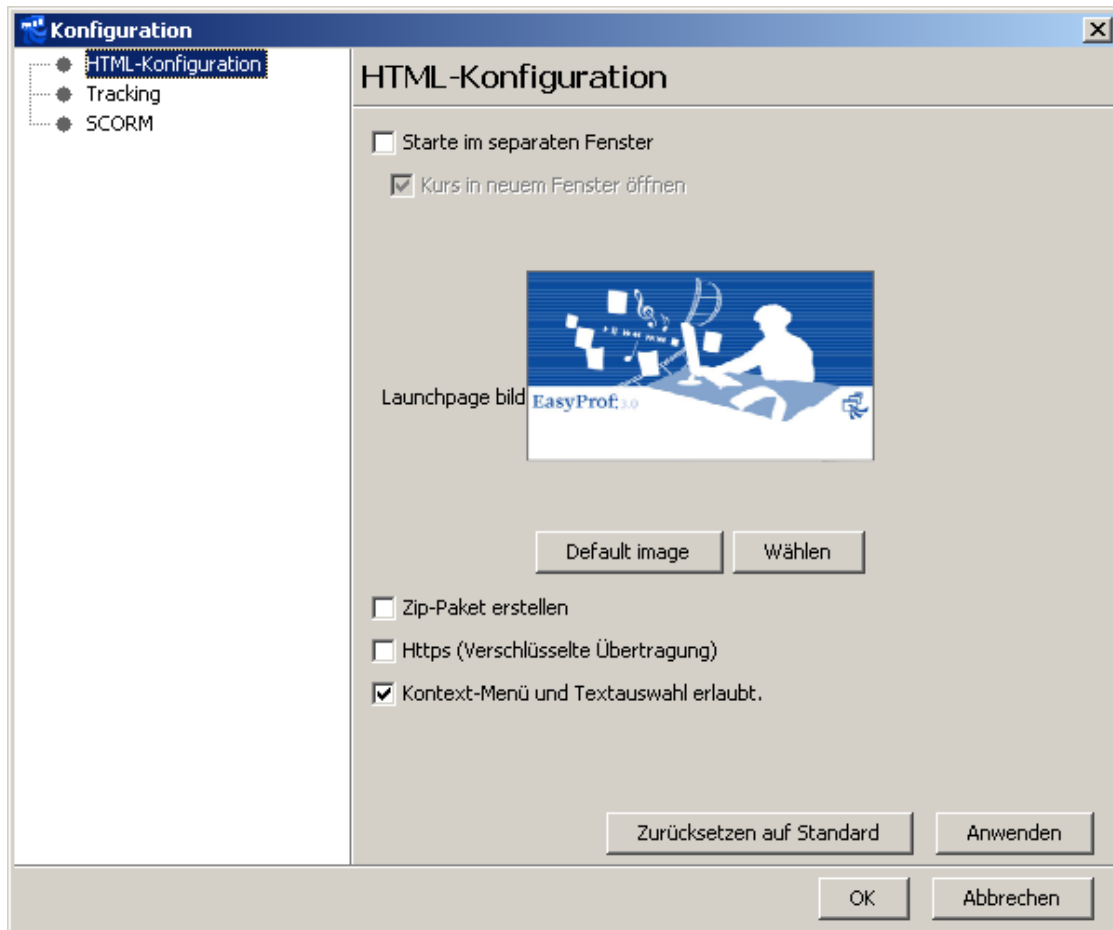 Konfiguration
HTML-Konfiguration
Tracking
SCORM
HTML-Konfiguration
Starte im separaten Fenster
Kurs in neuem Fenster öffnen
Launchpage bild
EasyProf 3.0
Default image
Wählen
Zip-Paket erstellen
Https (Verschlüsselte Übertragung)
Kontext-Menü und Textauswahl erlaubt.
Zurücksetzen auf Standard
Anwenden
OK
Abbrechen